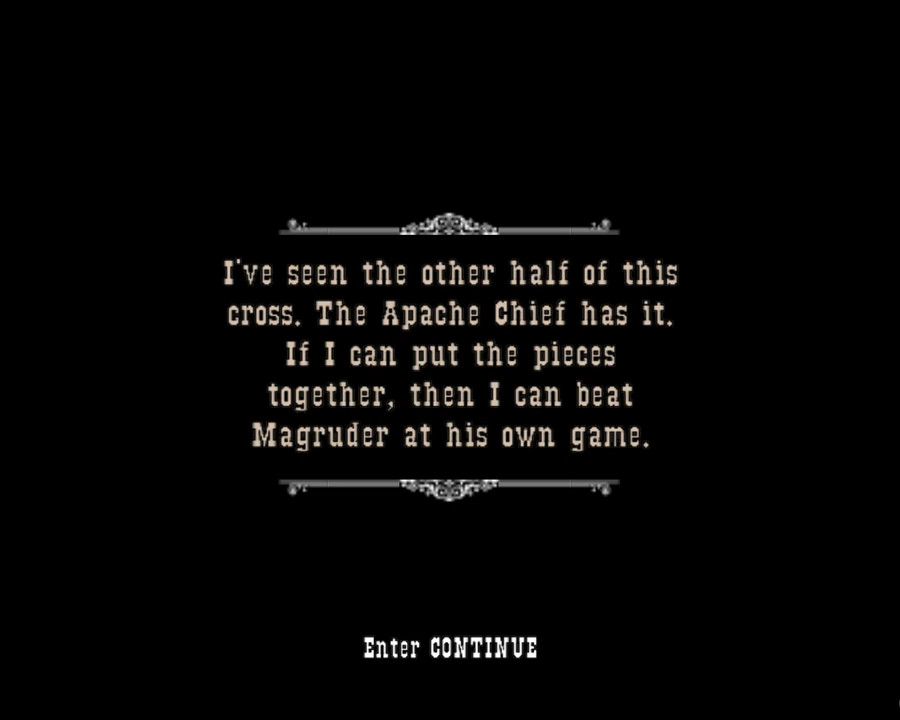 I've seen the other half of this
cross. The Apache Chief has it.
If I can put the pieces
together, then I can beat
Magruder at his own game.
Enter CONTINUE